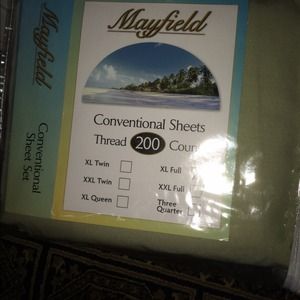 Mayfield
Conventional
Sheet Set
Mayfield
Conventional Sheets
Thread 200 Coun
XL Twin
XL Full
XXL Twin
XXL Full
XL Queen
Three
Quarter